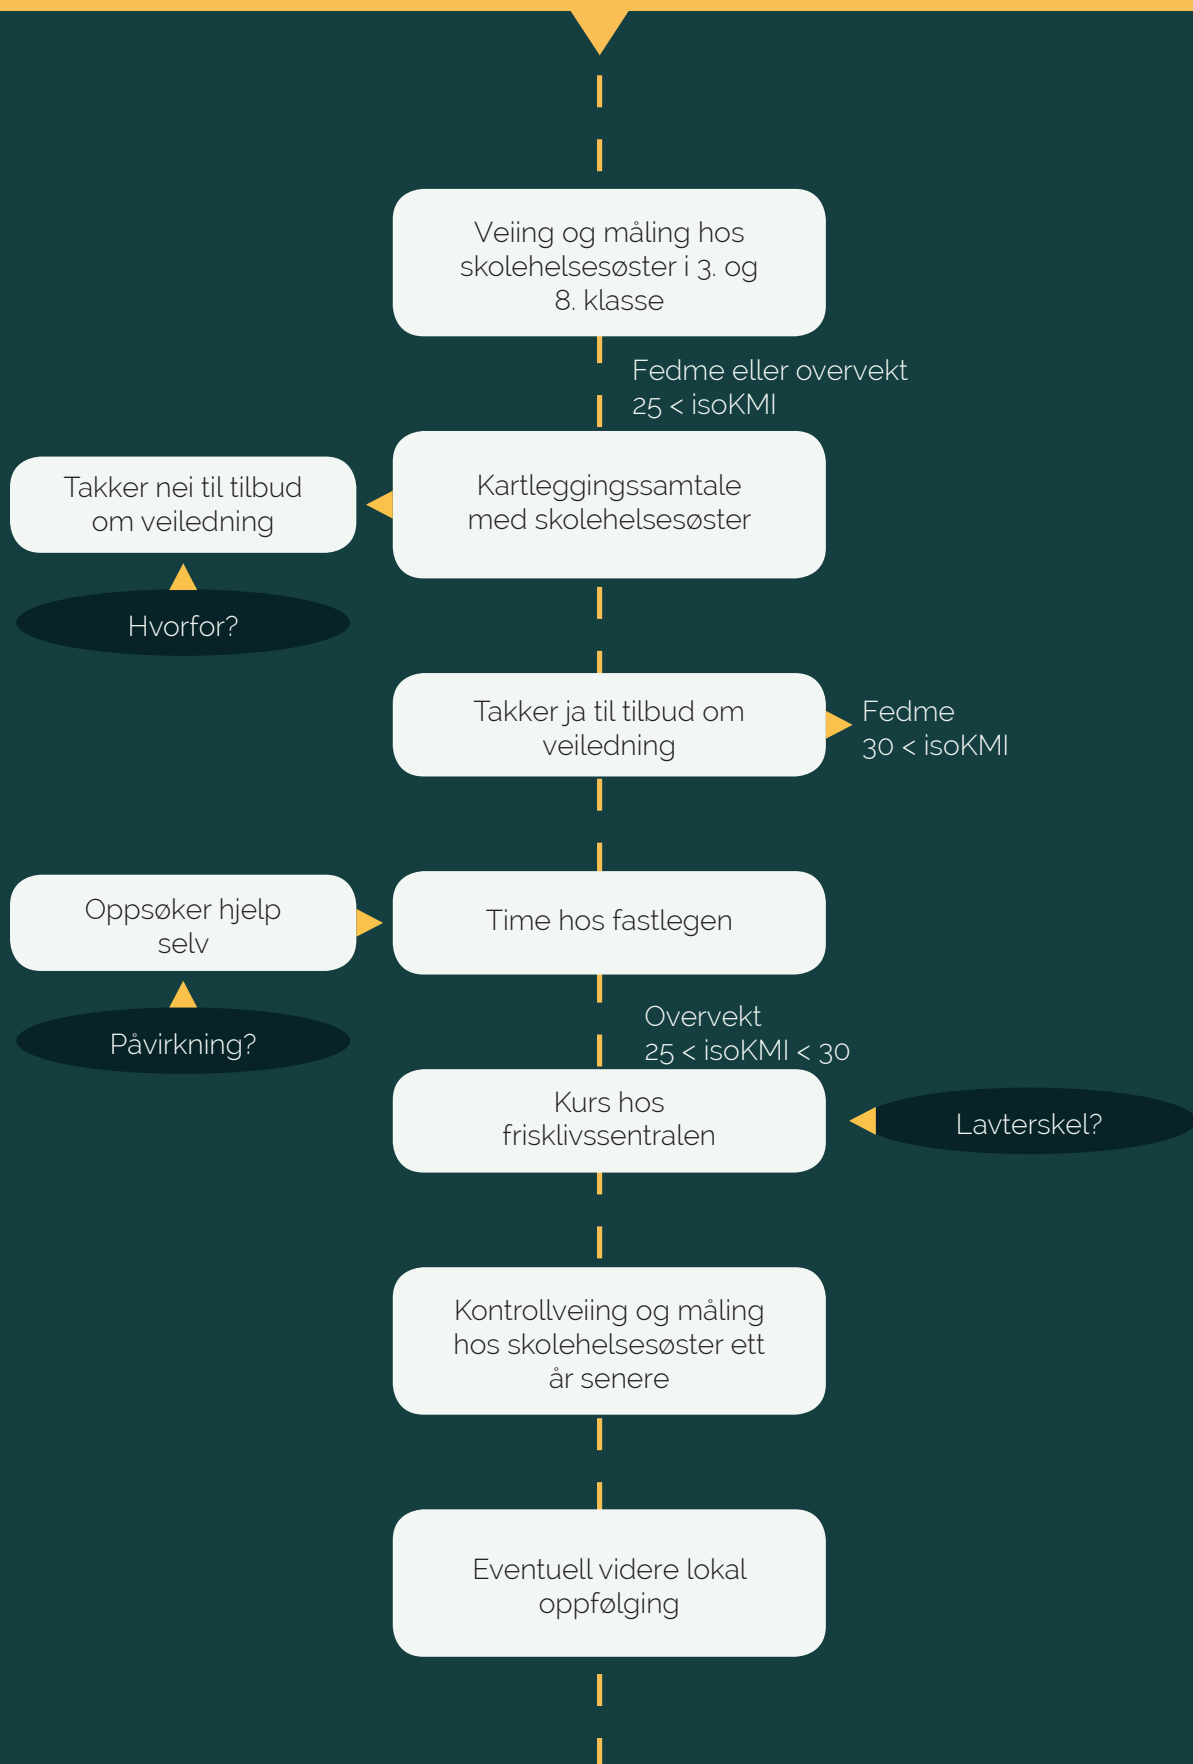 Veiing og måling hos
skolehelsesøster i 3. og
8. klasse
Fedme eller overvekt
25 < isoKMI
Takker nei til tilbud
om veiledning
Kartleggingssamtale
med skolehelsesøster
Hvorfor?
Takker ja til tilbud om
veiledning
Fedme
30 < isoKMI
Oppsøker hjelp
selv
Time hos fastlegen
Påvirkning?
Overvekt
25 < isoKMI < 30
Kurs hos
frisklivssentralen
Lavterskel?
Kontrollveiing og måling
hos skolehelsesøster ett
år senere
Eventuell videre lokal
oppfølging